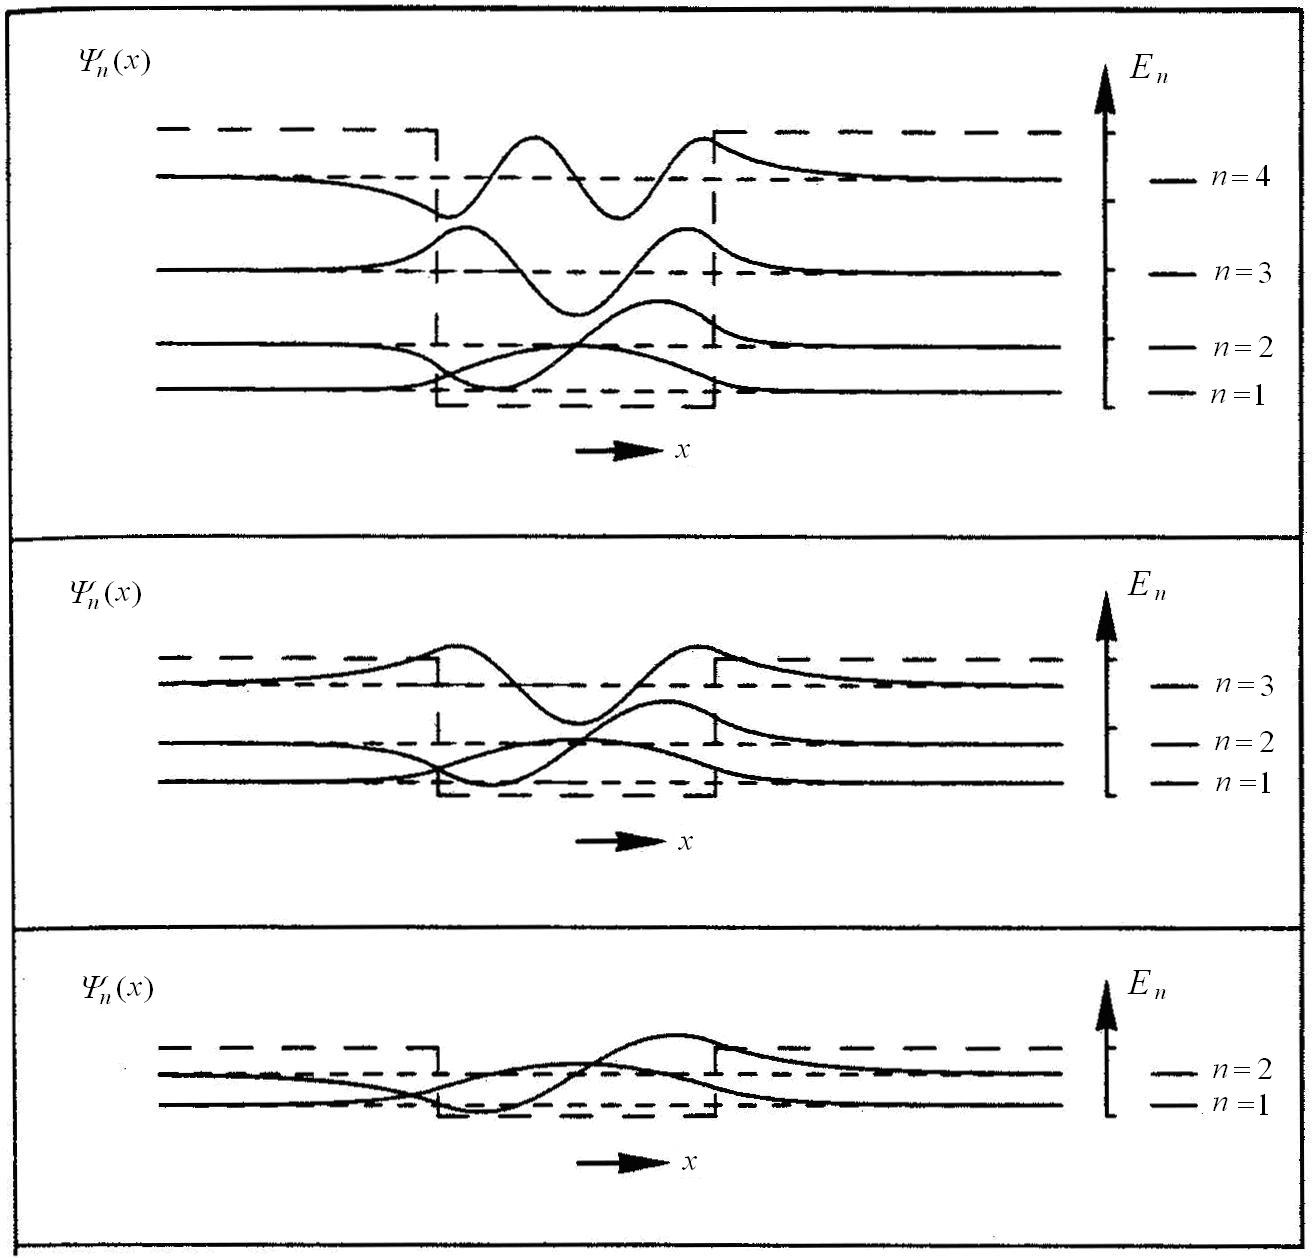 Ψn(x)
En
n=4
n=3
n=2
n=1
x
Ψn(x)
En
n=3
n=2
n=1
x
Ψn(x)
En
n=2
n=1
x